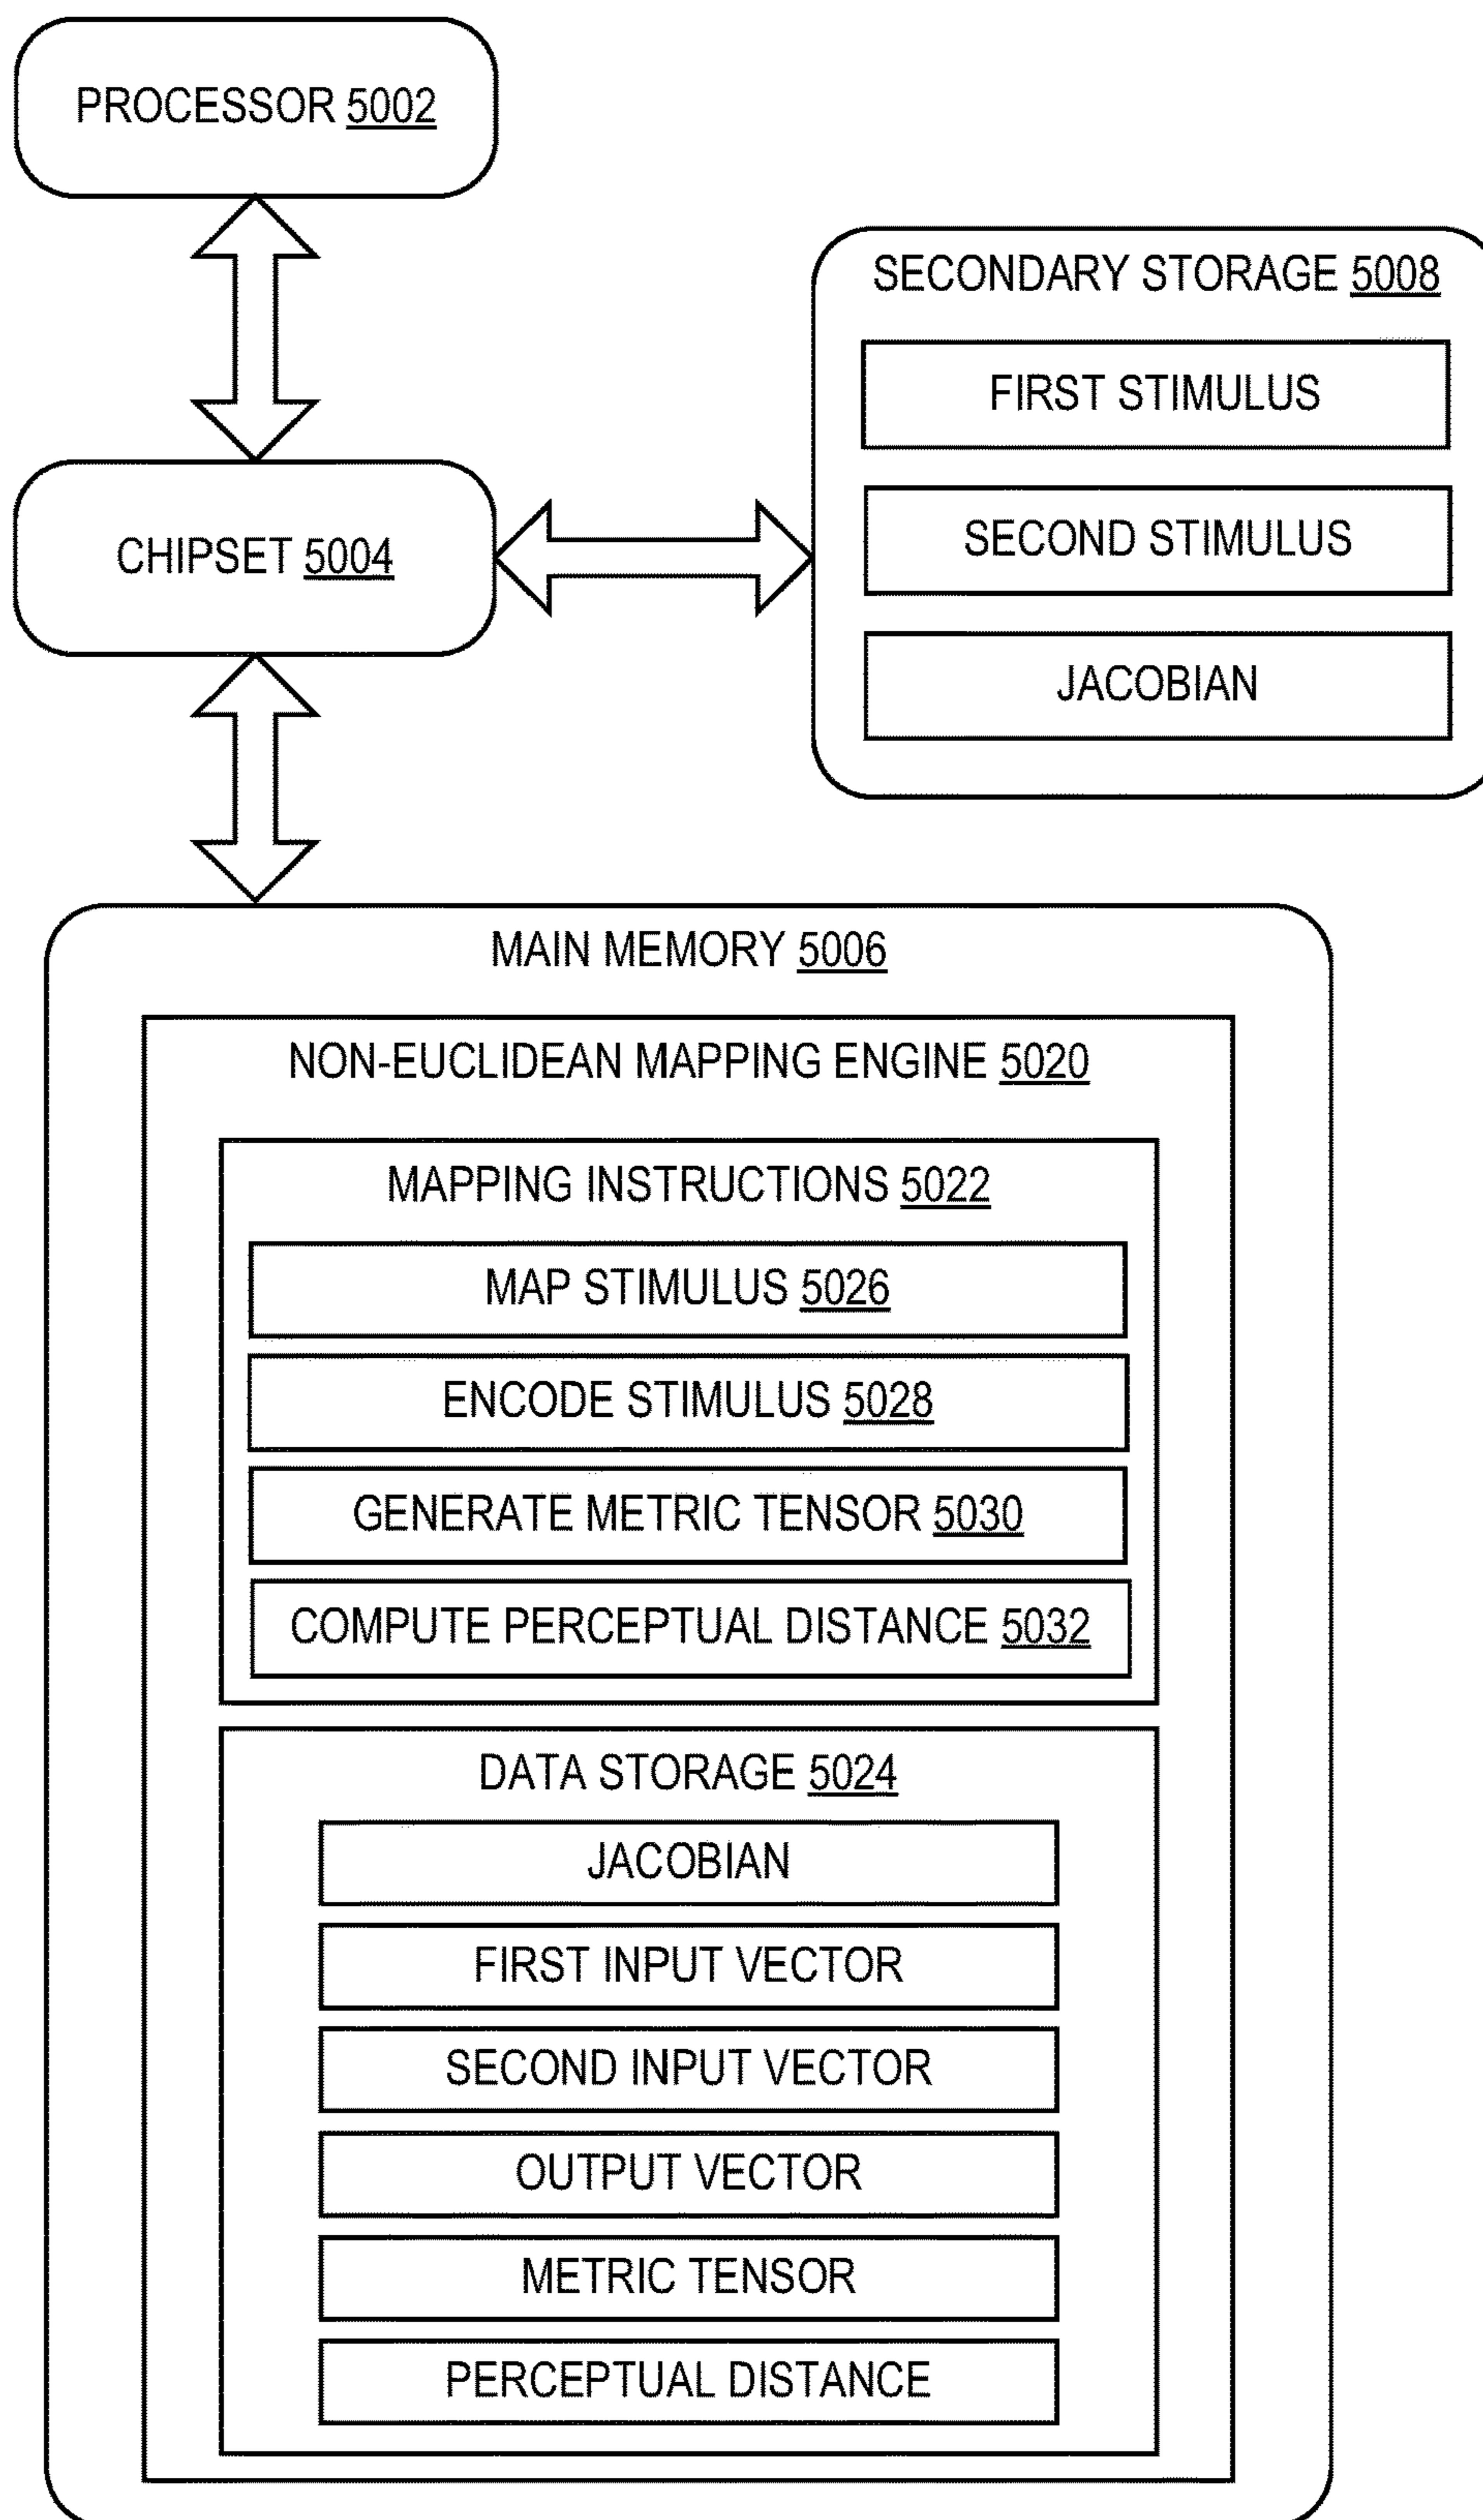 PROCESSOR 5002
SECONDARY STORAGE 5008
FIRST STIMULUS
SECOND STIMULUS
JACOBIAN
CHIPSET 5004
MAIN MEMORY 5006
NON-EUCLIDEAN MAPPING ENGINE 5020
MAPPING INSTRUCTIONS 5022
MAP STIMULUS 5026
ENCODE STIMULUS 5028
GENERATE METRIC TENSOR 5030
COMPUTE PERCEPTUAL DISTANCE 5032
DATA STORAGE 5024
JACOBIAN
FIRST INPUT VECTOR
SECOND INPUT VECTOR
OUTPUT VECTOR
METRIC TENSOR
PERCEPTUAL DISTANCE